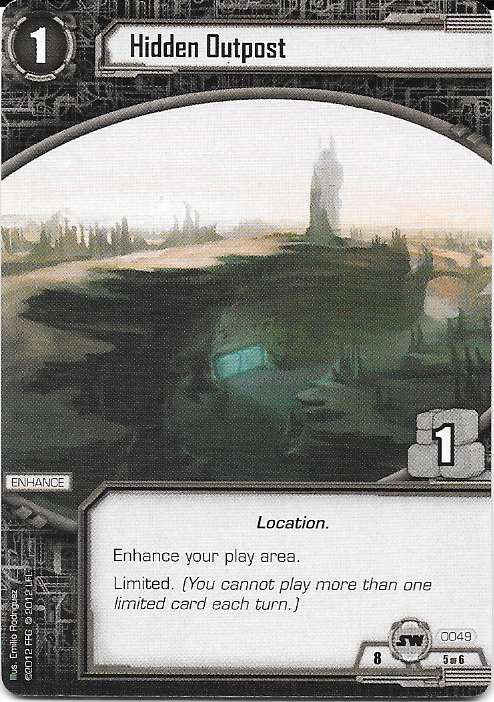 1
Hidden Outpost
1
ENHANCE
Location.
Enhance your play area.
Limited. (You cannot play more than one
limited card each turn.)
SW
0049
8
5 OF 6
Illus. Emilio Rodriguez
©2012 FFG © 2012 LFL